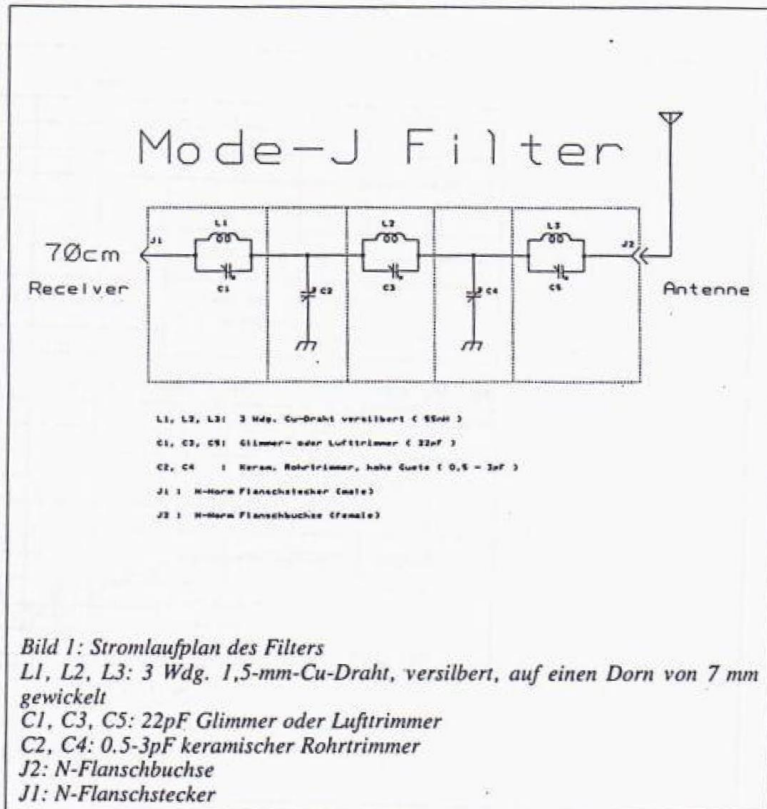 Mode-J Filter
L1
L2
L3
J1
J2
70cm
Receiver
C1
C2
C3
C4
C5
Antenne
L1, L2, L3: 3 Wdg. Cu-Draht versilbert ( 55nH )
C1, C3, C5: Glimmer- oder Lufttrimmer ( 22pF )
C2, C4 : Keram. Rohrtrimmer, hohe Guete ( 0,5 - 3pF )
J1 : N-Norm Flanschstecker (male)
J2 : N-Norm Flanschbuchse (female)
Bild 1: Stromlaufplan des Filters
L1, L2, L3: 3 Wdg. 1,5-mm-Cu-Draht, versilbert, auf einen Dorn von 7 mm
gewickelt
C1, C3, C5: 22pF Glimmer oder Lufttrimmer
C2, C4: 0.5-3pF keramischer Rohrtrimmer
J2: N-Flanschbuchse
J1: N-Flanschstecker